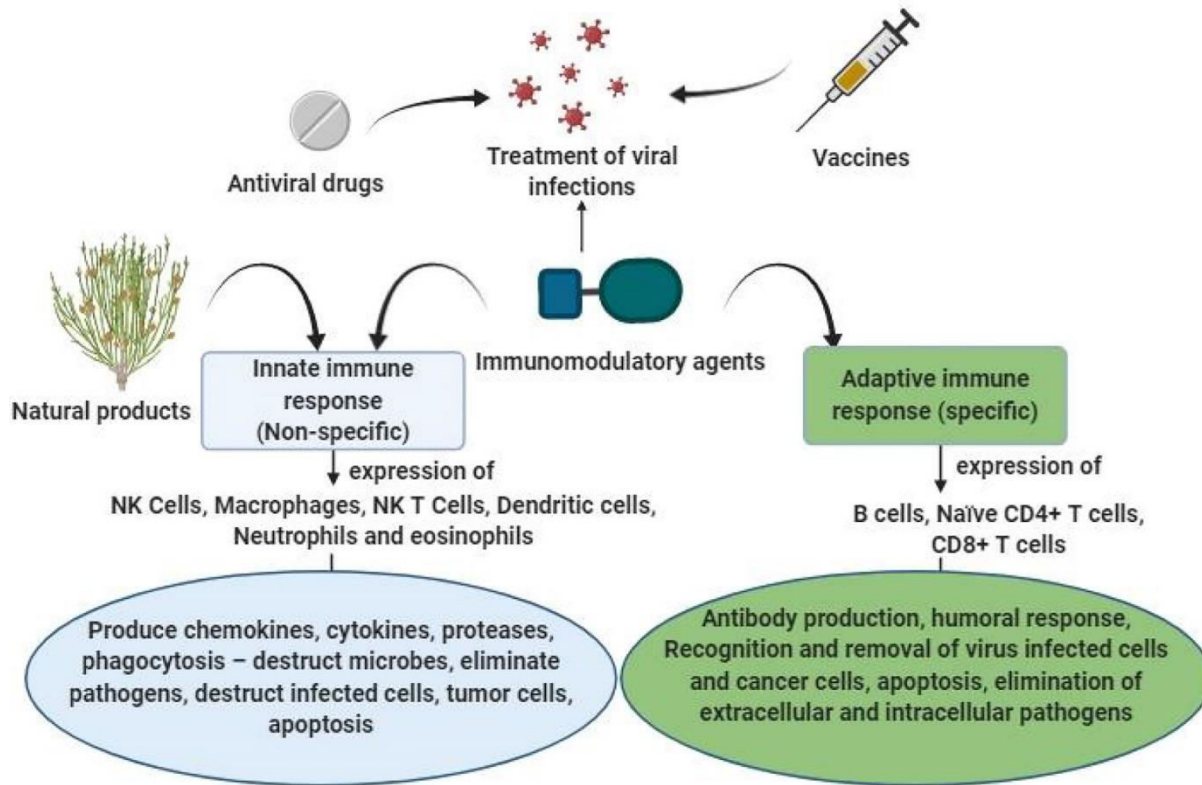 Antiviral drugs
Treatment of viral
infections
Vaccines
Natural products
Immunomodulatory agents
Innate immune
response
(Non-specific)
Adaptive immune
response (specific)
expression of
NK Cells, Macrophages, NK T Cells, Dendritic cells,
Neutrophils and eosinophils
expression of
B cells, Naïve CD4+ T cells,
CD8+ T cells
Produce chemokines, cytokines, proteases,
phagocytosis – destruct microbes, eliminate
pathogens, destruct infected cells, tumor cells,
apoptosis
Antibody production, humoral response,
Recognition and removal of virus infected cells
and cancer cells, apoptosis, elimination of
extracellular and intracellular pathogens